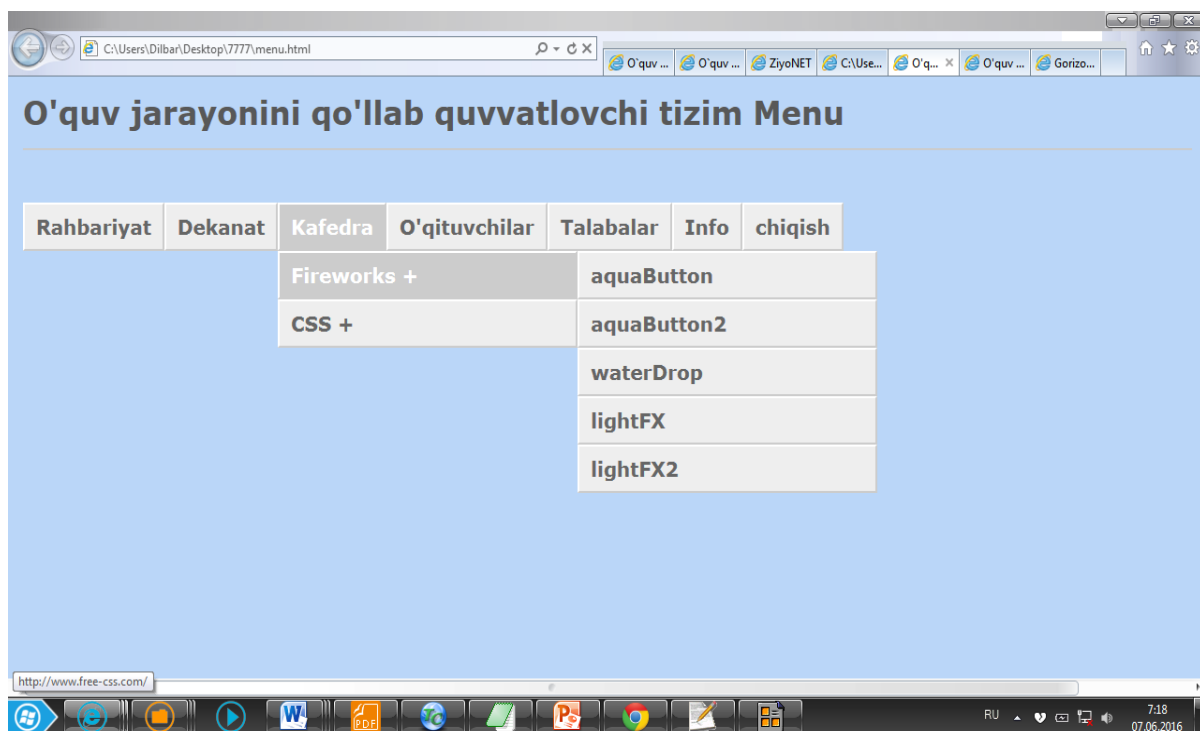 C:\Users\Dilbar\Desktop\7777\menu.html
O`quv ... O`quv ... ZiyoNET C:\Use... O'q... O'quv ... Gorizo...
O'quv jarayonini qo'llab quvvatlovchi tizim Menu
Rahbariyat Dekanat Kafedra O'qituvchilar Talabalar Info chiqish
Fireworks + aquaButton
CSS + aquaButton2
waterDrop
lightFX
lightFX2
http://www.free-css.com/
PDF
RU 7:18
07.06.2016